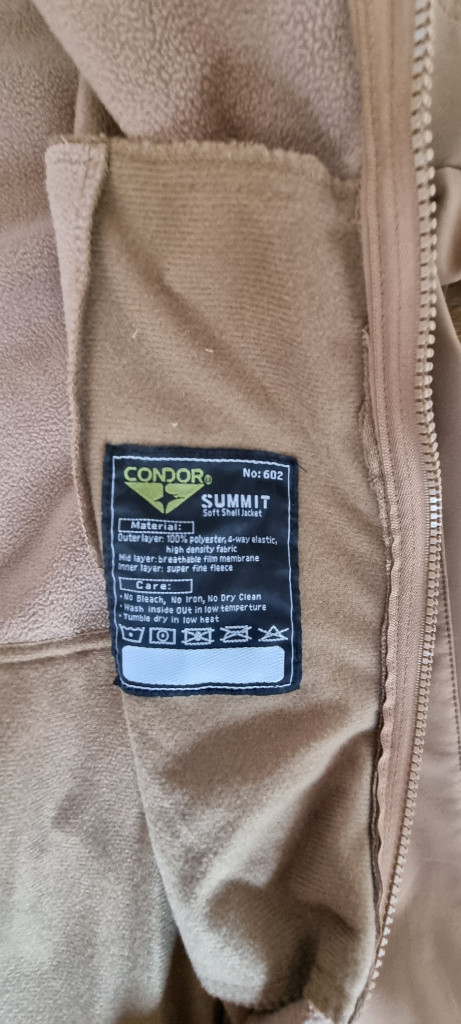 CONDOR®
No: 602
SUMMIT
Soft Shell Jacket
Material:
Outer layer: 100% polyester, 4-way elastic,
high density fabric
Mid layer: breathable film membrane
Inner layer: super fine fleece
Care:
• No Bleach, No Iron, No Dry Clean
• Wash inside OUt in low temperture
• Tumble dry in low heat